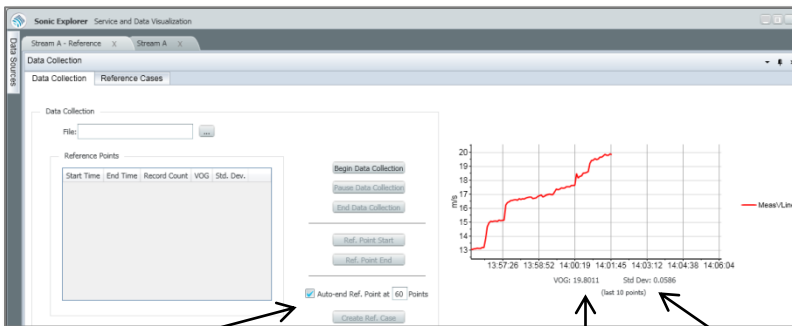 Sonic Explorer Service and Data Visualization
Data Sources
Stream A - Reference X Stream A X
Data Collection
Data Collection Reference Cases
Data Collection
File: ...
Reference Points
Start Time End Time Record Count VOG Std. Dev.
Begin Data Collection
Pause Data Collection
End Data Collection
Ref. Point Start
Ref. Point End
Auto-end Ref. Point at 60 Points
Create Ref. Case
m/s
20
19
18
17
16
15
14
13
13:57:26 13:58:52 14:00:19 14:01:45 14:03:12 14:04:38 14:06:04
VOG: 19.8011 Std Dev: 0.0586
(last 10 points)